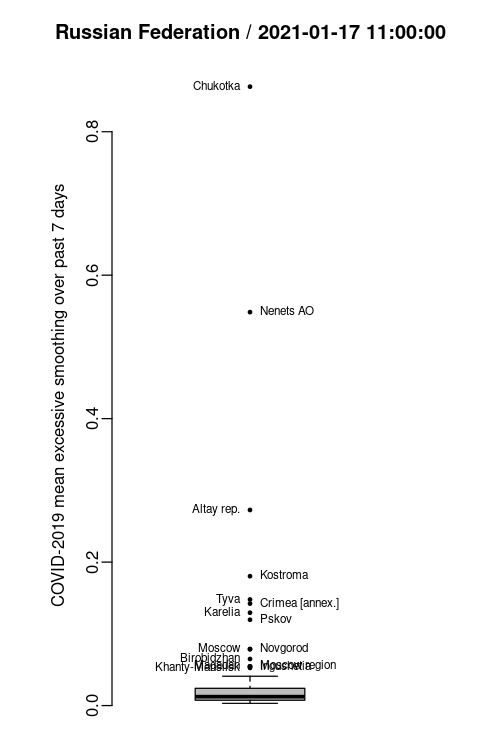 Russian Federation / 2021-01-17 11:00:00
COVID-2019 mean excessive smoothing over past 7 days
0.8
0.6
0.4
0.2
0.0
Chukotka
Nenets AO
Altay rep.
Kostroma
Tyva
Crimea [annex.]
Karelia
Pskov
Moscow
Novgorod
Birobidzhan
Moscow region
Khanty-Mansiisk